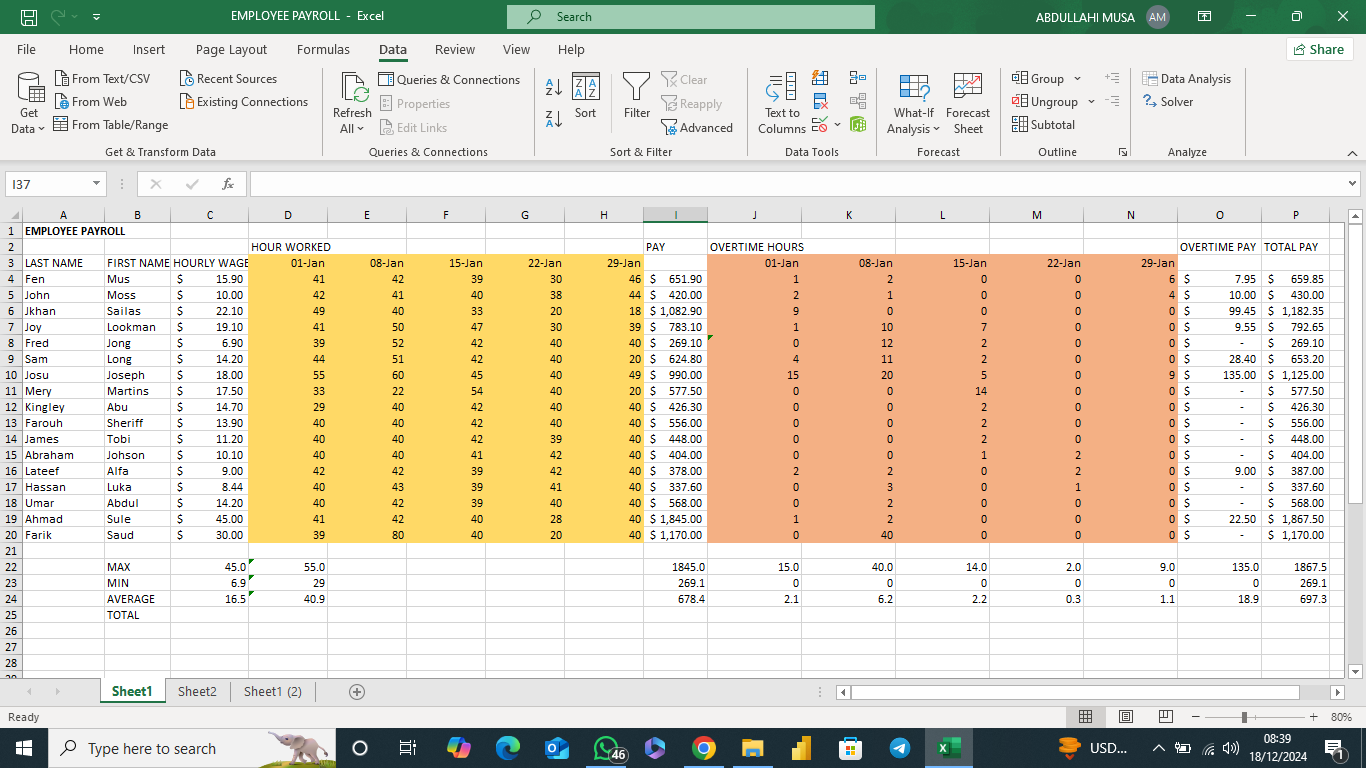 EMPLOYEE PAYROLL - Excel
Search
ABDULLAHI MUSA AM
File Home Insert Page Layout Formulas Data Review View Help Share
Get Data
From Text/CSV
From Web
From Table/Range
Recent Sources
Existing Connections
Get & Transform Data
Refresh All
Queries & Connections
Properties
Edit Links
Queries & Connections
Sort
Filter
Clear
Reapply
Advanced
Sort & Filter
Text to Columns
Data Tools
What-If Analysis
Forecast Sheet
Forecast
Group
Ungroup
Subtotal
Outline
Data Analysis
Solver
Analyze
I37 fx
A B C D E F G H I J K L M N O P
1 EMPLOYEE PAYROLL
2 HOUR WORKED PAY OVERTIME HOURS OVERTIME PAY TOTAL PAY
3 LAST NAME FIRST NAME HOURLY WAGE 01-Jan 08-Jan 15-Jan 22-Jan 29-Jan 01-Jan 08-Jan 15-Jan 22-Jan 29-Jan
4 Fen Mus $ 15.90 41 42 39 30 46 $ 651.90 1 2 0 0 6 $ 7.95 $ 659.85
5 John Moss $ 10.00 42 41 40 38 44 $ 420.00 2 1 0 0 4 $ 10.00 $ 430.00
6 Jkhan Sailas $ 22.10 49 40 33 20 18 $ 1,082.90 9 0 0 0 0 $ 99.45 $ 1,182.35
7 Joy Lookman $ 19.10 41 50 47 30 39 $ 783.10 1 10 7 0 0 $ 9.55 $ 792.65
8 Fred Jong $ 6.90 39 52 42 40 40 $ 269.10 0 12 2 0 0 $ - $ 269.10
9 Sam Long $ 14.20 44 51 42 40 20 $ 624.80 4 11 2 0 0 $ 28.40 $ 653.20
10 Josu Joseph $ 18.00 55 60 45 40 49 $ 990.00 15 20 5 0 9 $ 135.00 $ 1,125.00
11 Mery Martins $ 17.50 33 22 54 40 20 $ 577.50 0 0 14 0 0 $ - $ 577.50
12 Kingley Abu $ 14.70 29 40 42 40 40 $ 426.30 0 0 2 0 0 $ - $ 426.30
13 Farouh Sheriff $ 13.90 40 40 42 40 40 $ 556.00 0 0 2 0 0 $ - $ 556.00
14 James Tobi $ 11.20 40 40 42 39 40 $ 448.00 0 0 2 0 0 $ - $ 448.00
15 Abraham Johson $ 10.10 40 40 41 42 40 $ 404.00 0 0 1 2 0 $ - $ 404.00
16 Lateef Alfa $ 9.00 42 42 39 42 40 $ 378.00 2 2 0 2 0 $ 9.00 $ 387.00
17 Hassan Luka $ 8.44 40 43 39 41 40 $ 337.60 0 3 0 1 0 $ - $ 337.60
18 Umar Abdul $ 14.20 40 42 39 40 40 $ 568.00 0 2 0 0 0 $ - $ 568.00
19 Ahmad Sule $ 45.00 41 42 40 28 40 $ 1,845.00 1 2 0 0 0 $ 22.50 $ 1,867.50
20 Farik Saud $ 30.00 39 80 40 20 40 $ 1,170.00 0 40 0 0 0 $ - $ 1,170.00
21
22 MAX 45.0 55.0 1845.0 15.0 40.0 14.0 2.0 9.0 135.0 1867.5
23 MIN 6.9 29 269.1 0 0 0 0 0 0 269.1
24 AVERAGE 16.5 40.9 678.4 2.1 6.2 2.2 0.3 1.1 18.9 697.3
25 TOTAL
26
27
28
Sheet1 Sheet2 Sheet1 (2)
Ready 80%
Type here to search
46
USD...
08:39
18/12/2024
1